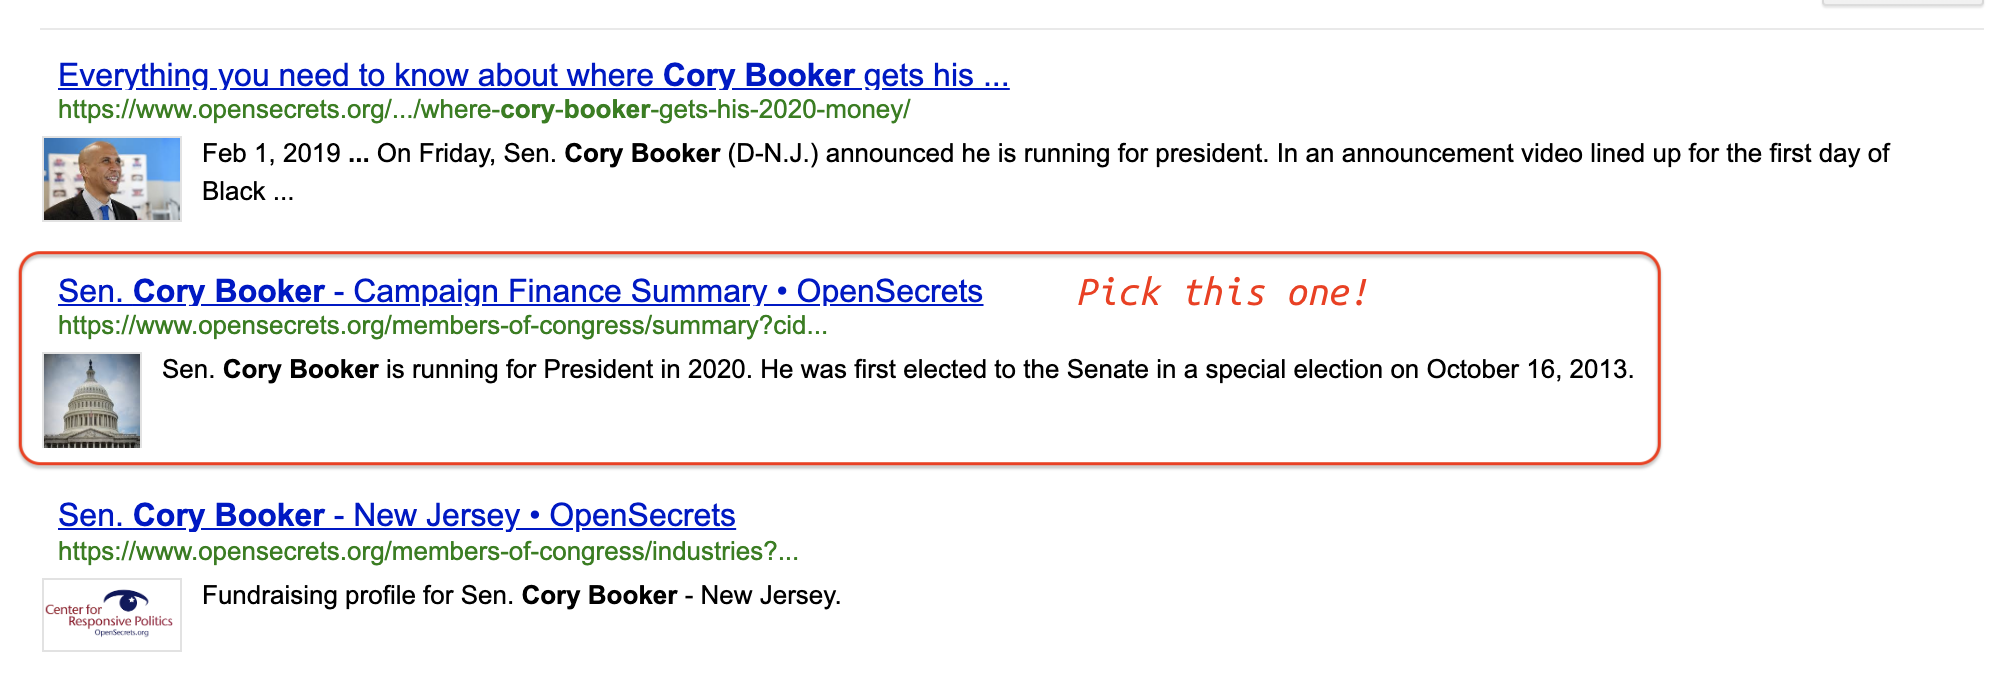 Everything you need to know about where Cory Booker gets his ...
https://www.opensecrets.org/.../where-cory-booker-gets-his-2020-money/
Feb 1, 2019 ... On Friday, Sen. Cory Booker (D-N.J.) announced he is running for president. In an announcement video lined up for the first day of
Black ...
Sen. Cory Booker - Campaign Finance Summary • OpenSecrets
Pick this one!
https://www.opensecrets.org/members-of-congress/summary?cid...
Sen. Cory Booker is running for President in 2020. He was first elected to the Senate in a special election on October 16, 2013.
Sen. Cory Booker - New Jersey • OpenSecrets
https://www.opensecrets.org/members-of-congress/industries?...
Center for
Responsive Politics
OpenSecrets.org
Fundraising profile for Sen. Cory Booker - New Jersey.